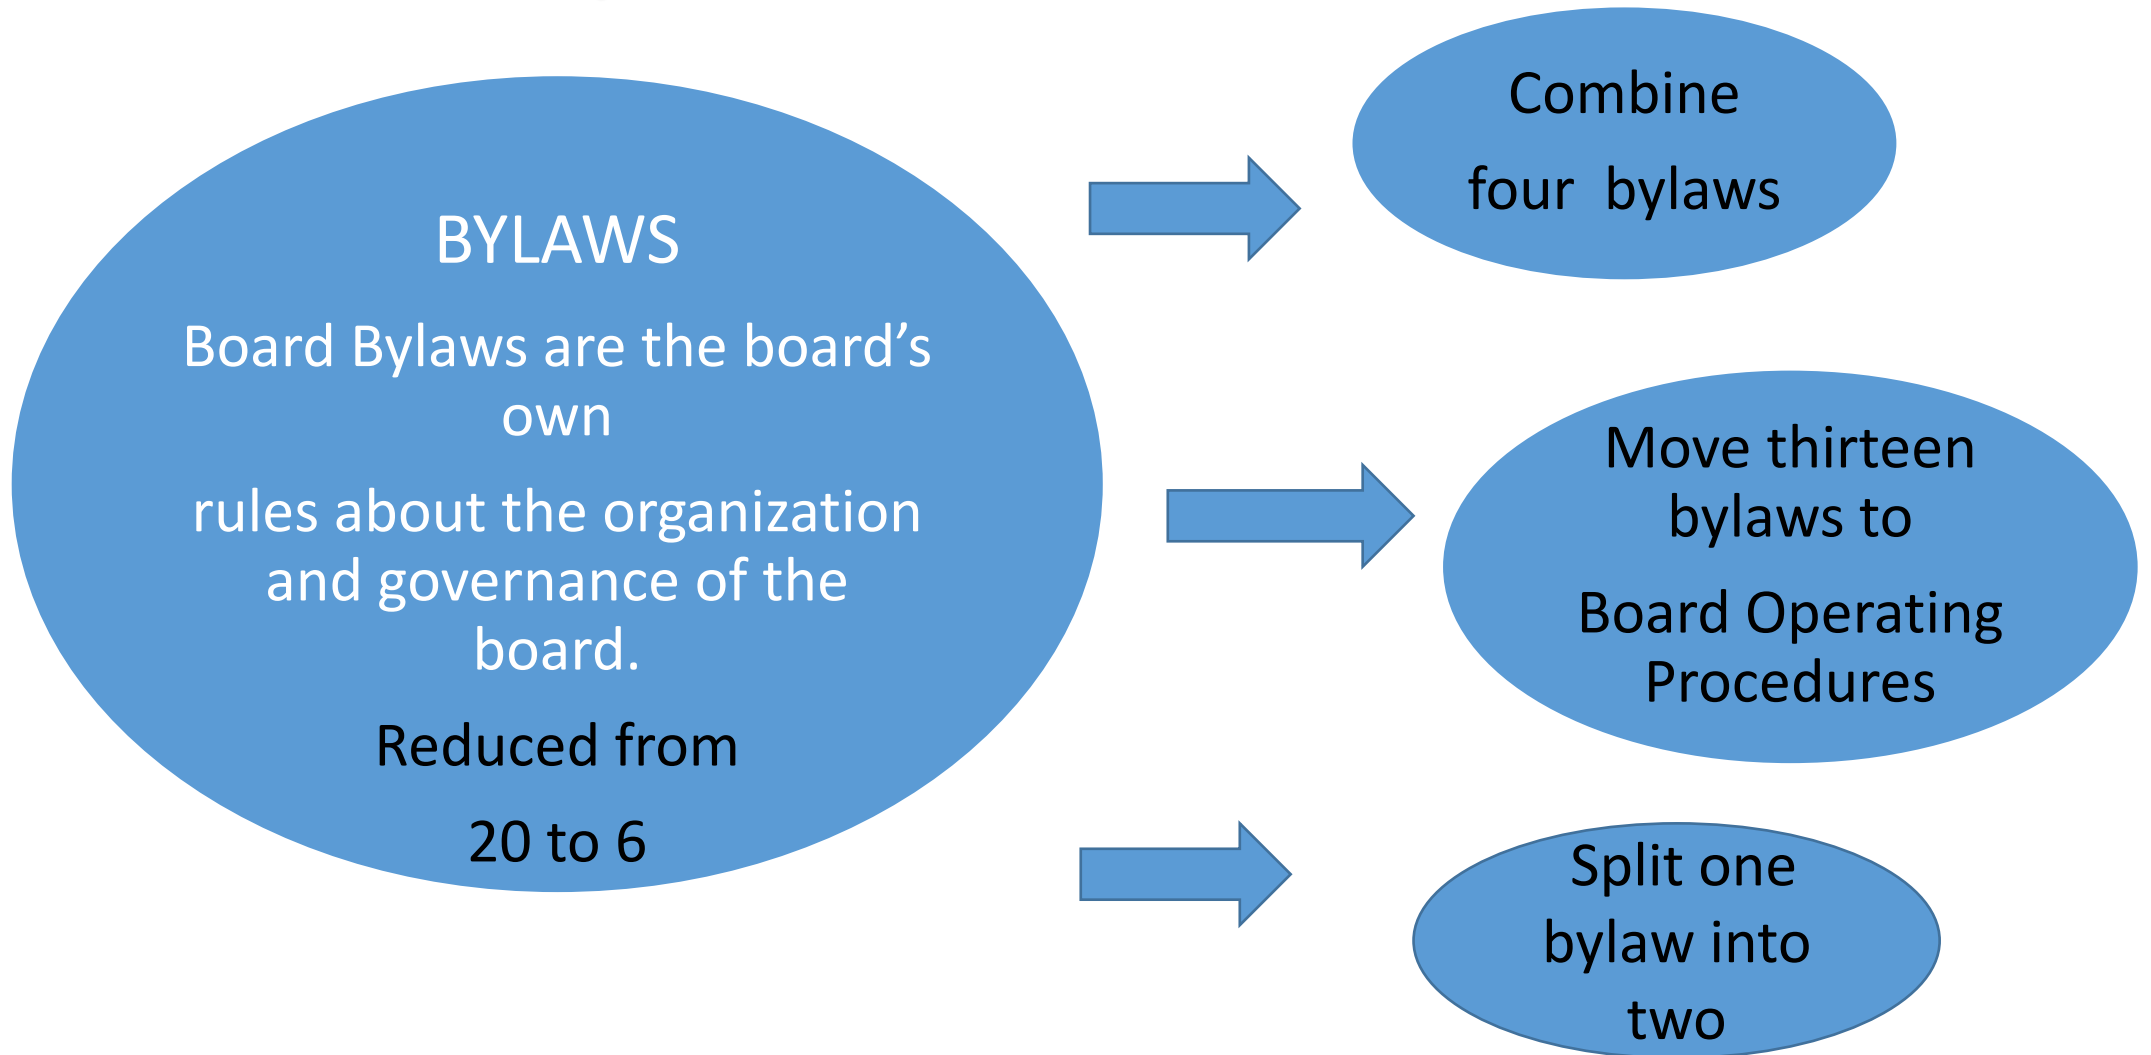 BYLAWS
Board Bylaws are the board’s
own
rules about the organization
and governance of the
board.
Reduced from
20 to 6
Combine
four bylaws
Move thirteen
bylaws to
Board Operating
Procedures
Split one
bylaw into
two